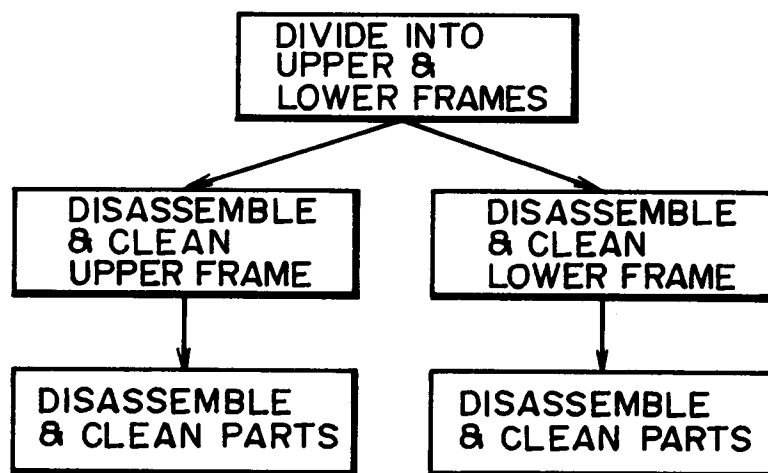 DIVIDE INTO
UPPER &
LOWER FRAMES
DISASSEMBLE
& CLEAN
UPPER FRAME
DISASSEMBLE
& CLEAN
LOWER FRAME
DISASSEMBLE
& CLEAN PARTS
DISASSEMBLE
& CLEAN PARTS